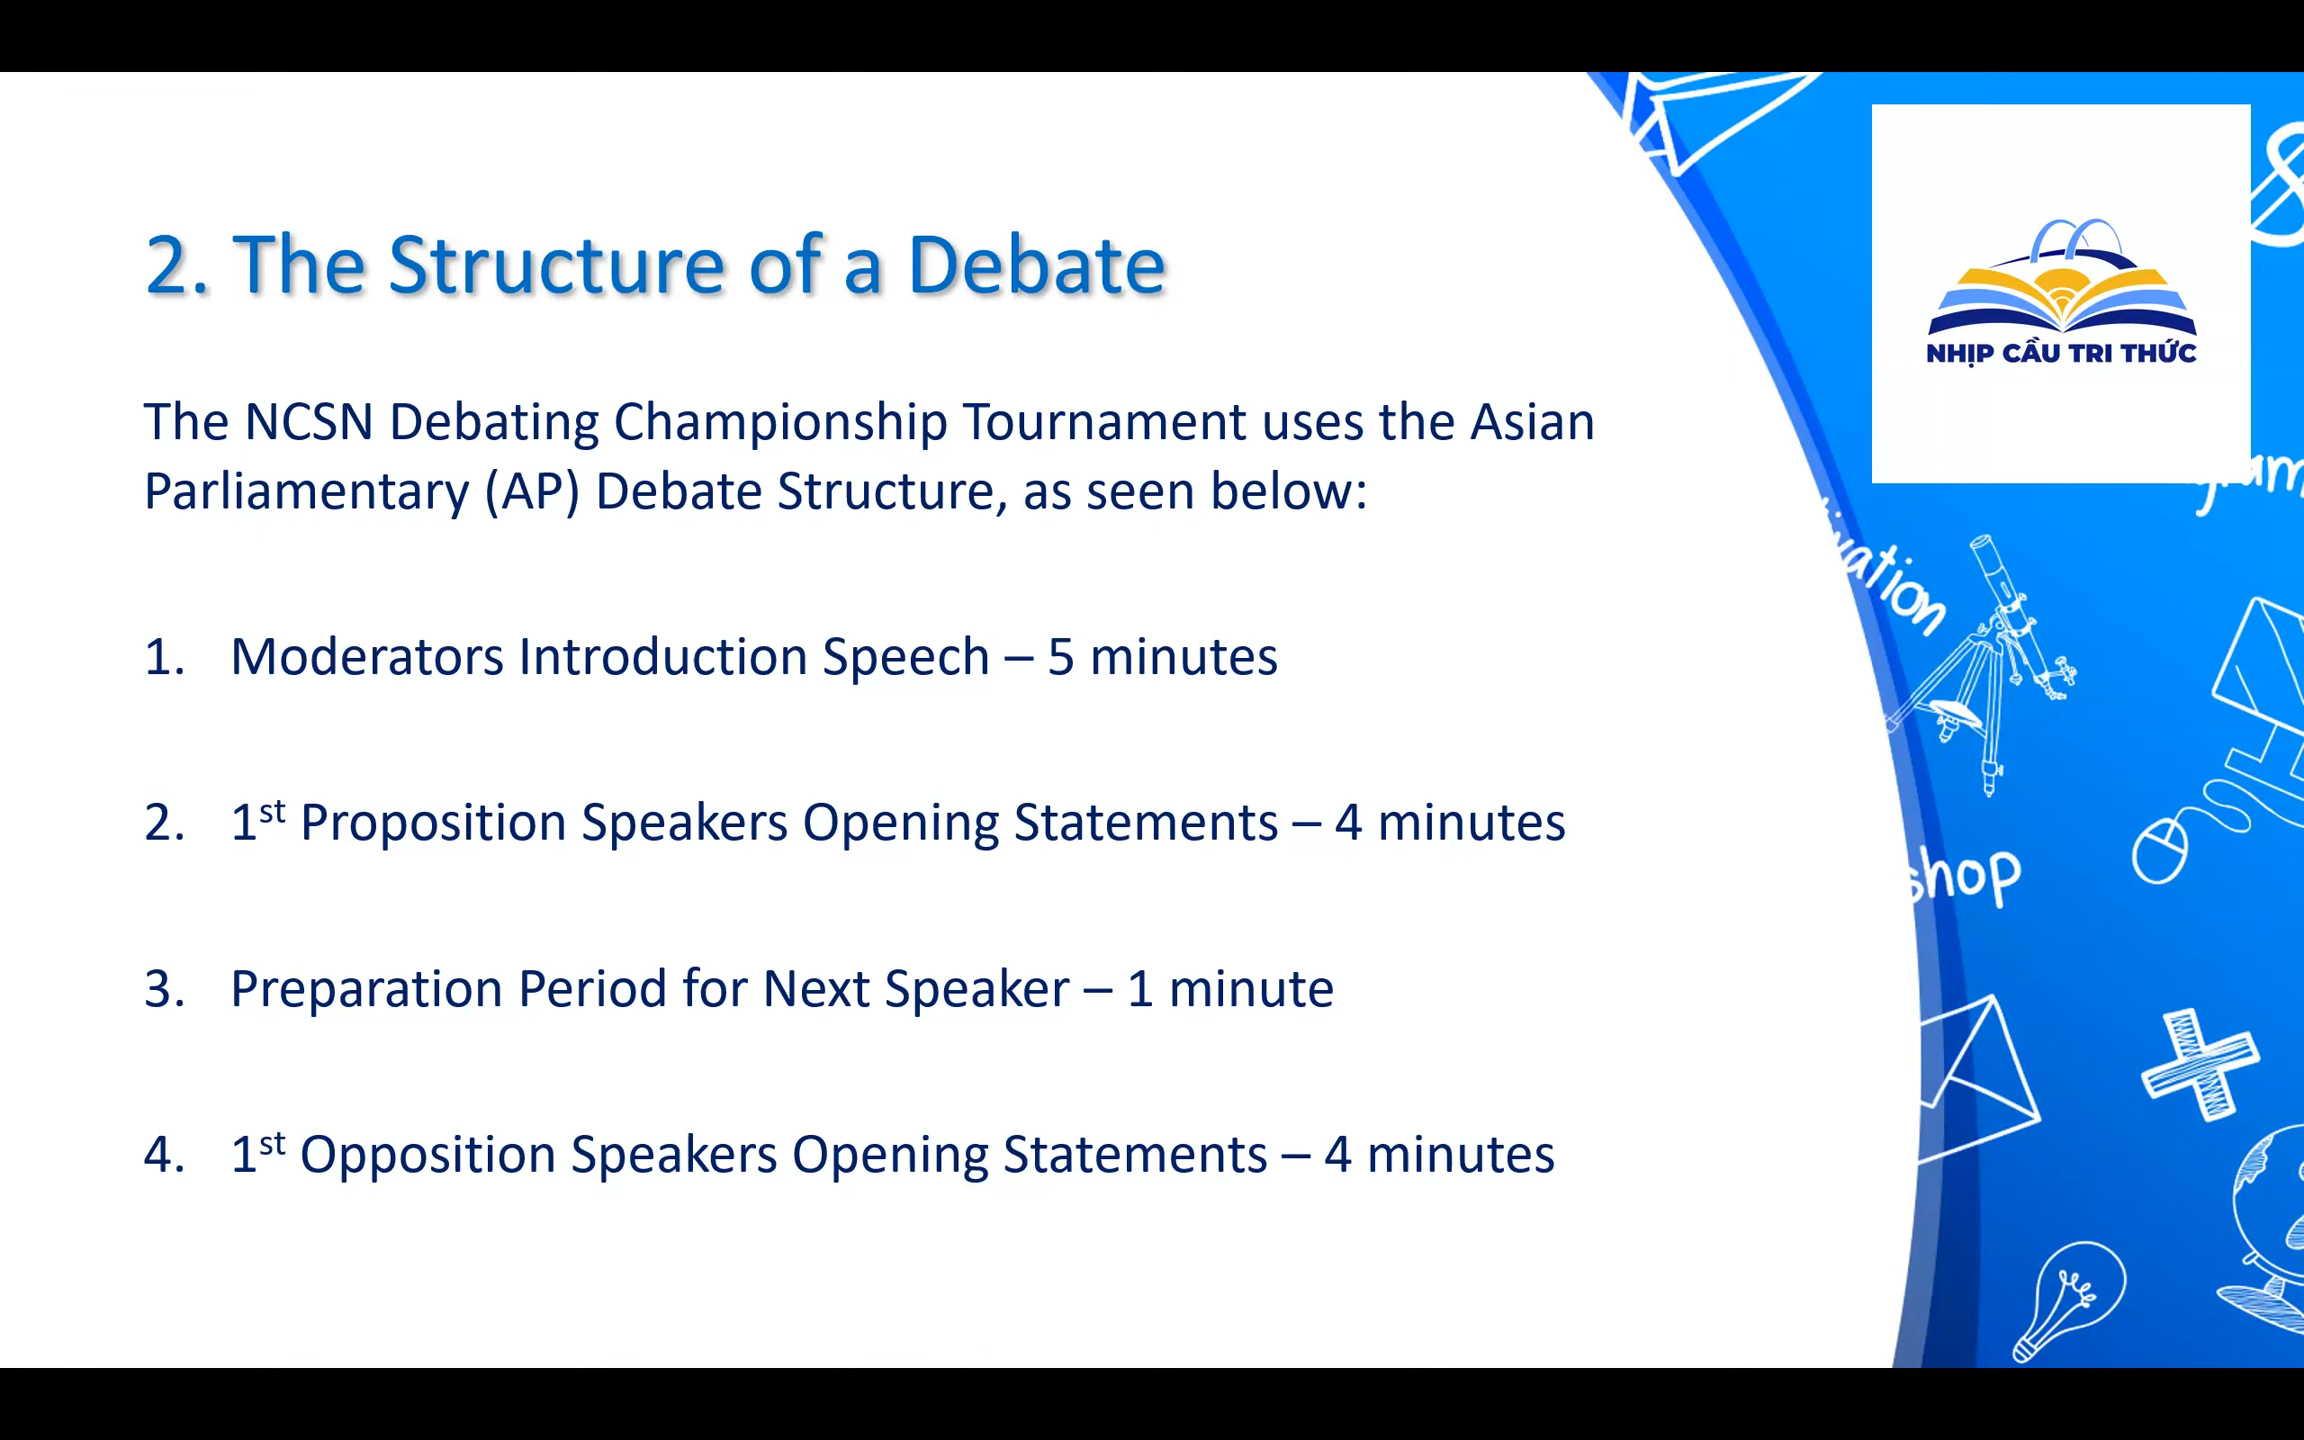 2. The Structure of a Debate
NHỊP CẦU TRI THỨC
The NCSN Debating Championship Tournament uses the Asian
Parliamentary (AP) Debate Structure, as seen below:
1. Moderators Introduction Speech – 5 minutes
2. 1st Proposition Speakers Opening Statements – 4 minutes
3. Preparation Period for Next Speaker – 1 minute
4. 1st Opposition Speakers Opening Statements – 4 minutes